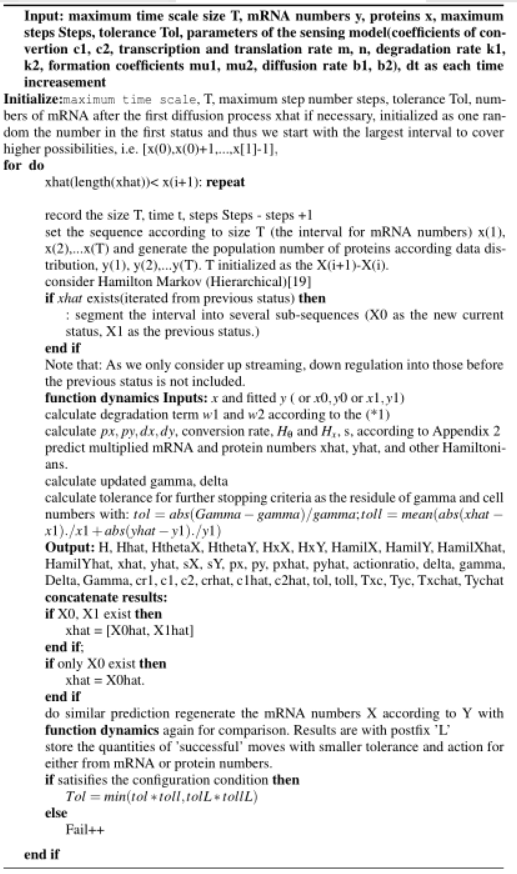 Input: maximum time scale size T, mRNA numbers y, proteins x, maximum
steps Steps, tolerance Tol, parameters of the sensing model(coefficients of con-
vertion c1, c2, transcription and translation rate m, n, degradation rate k1,
k2, formation coefficients mu1, mu2, diffusion rate b1, b2), dt as each time
increasement
Initialize:maximum time scale, T, maximum step number steps, tolerance Tol, num-
bers of mRNA after the first diffusion process xhat if necessary, initialized as one ran-
dom the number in the first status and thus we start with the largest interval to cover
higher possibilities, i.e. [x(0),x(0)+1,...,x[1]-1],
for do
xhat(length(xhat))< x(i+1): repeat
record the size T, time t, steps Steps - steps +1
set the sequence according to size T (the interval for mRNA numbers) x(1),
x(2),...x(T) and generate the population number of proteins according data dis-
tribution, y(1), y(2),...y(T). T initialized as the X(i+1)-X(i).
consider Hamilton Markov (Hierarchical)[19]
if xhat exists(iterated from previous status) then
: segment the interval into several sub-sequences (X0 as the new current
status, X1 as the previous status.)
end if
Note that: As we only consider up streaming, down regulation into those before
the previous status is not included.
function dynamics Inputs: x and fitted y ( or x0,y0 or x1,y1)
calculate degradation term w1 and w2 according to the (*1)
calculate px, py, dx, dy, conversion rate, Hθ and Hx, s, according to Appendix 2
predict multiplied mRNA and protein numbers xhat, yhat, and other Hamiltoni-
ans.
calculate updated gamma, delta
calculate tolerance for further stopping criteria as the residule of gamma and cell
numbers with: tol = abs(Gamma − gamma)/gamma;toll = mean(abs(xhat −
x1)./x1 + abs(yhat − y1)./y1)
Output: H, Hhat, HthetaX, HthetaY, HxX, HxY, HamilX, HamilY, HamilXhat,
HamilYhat, xhat, yhat, sX, sY, px, py, pxhat, pyhat, actionratio, delta, gamma,
Delta, Gamma, cr1, c1, c2, crhat, c1hat, c2hat, tol, toll, Txc, Tyc, Txchat, Tychat
concatenate results:
if X0, X1 exist then
xhat = [X0hat, X1hat]
end if;
if only X0 exist then
xhat = X0hat.
end if
do similar prediction regenerate the mRNA numbers X according to Y with
function dynamics again for comparison. Results are with postfix 'L'
store the quantities of 'successful' moves with smaller tolerance and action for
either from mRNA or protein numbers.
if satisifies the configuration condition then
Tol = min(tol ∗ toll,tolL ∗ tollL)
else
Fail++
end if